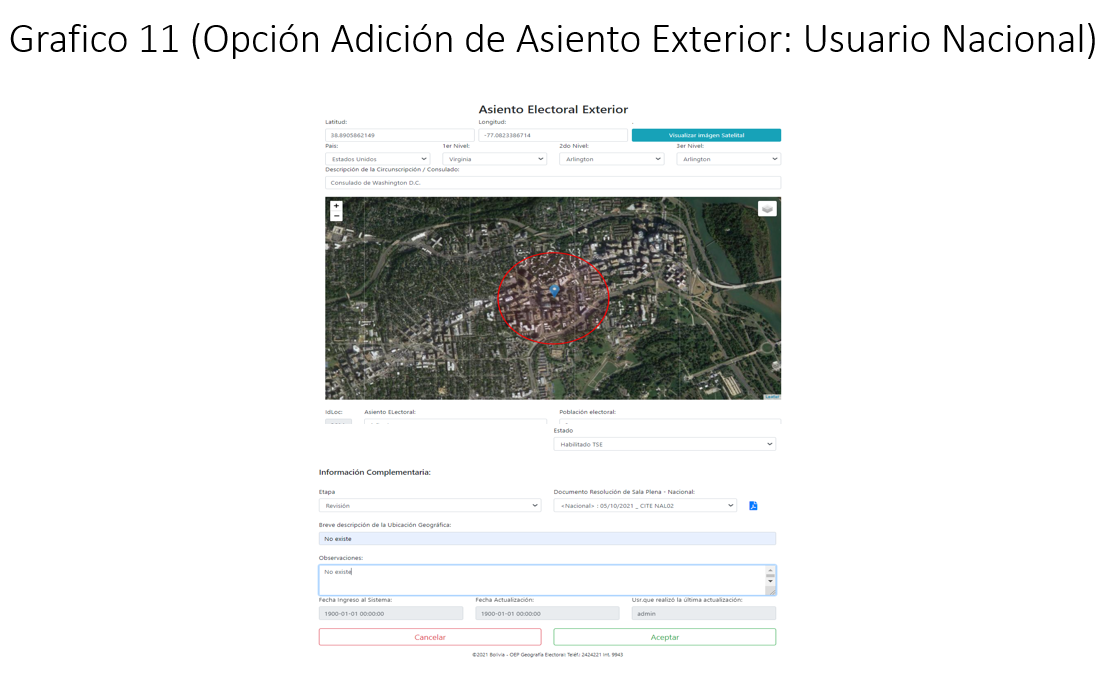 Grafico 11 (Opción Adición de Asiento Exterior: Usuario Nacional)
Asiento Electoral Exterior
Latitud: Longitud: .
38.8905862149 -77.0823386714 Visualizar Imágen Satelital
Pais: 1er Nivel: 2do Nivel: 3er Nivel:
Estados Unidos Virginia Arlington Arlington
Descripción de la Circunscripción / Consulado:
Consulado de Washington D.C.
+
−
Leaflet
IdLoc: Asiento ELectoral: Población electoral:
Estado
Habilitado TSE
Información Complementaria:
Etapa Documento Resolución de Sala Plena - Nacional:
Revisión <Nacional> : 05/10/2021 _ CITE NAL02
Breve descripción de la Ubicación Geográfica:
No existe
Observaciones:
No existe
Fecha Ingreso al Sistema: Fecha Actualización: Usr.que realizó la última actualización:
1900-01-01 00:00:00 1900-01-01 00:00:00 admin
Cancelar Aceptar
©2021 Bolivia - OEP Geografía Electoral: Teléf.: 2424221 Int. 9943